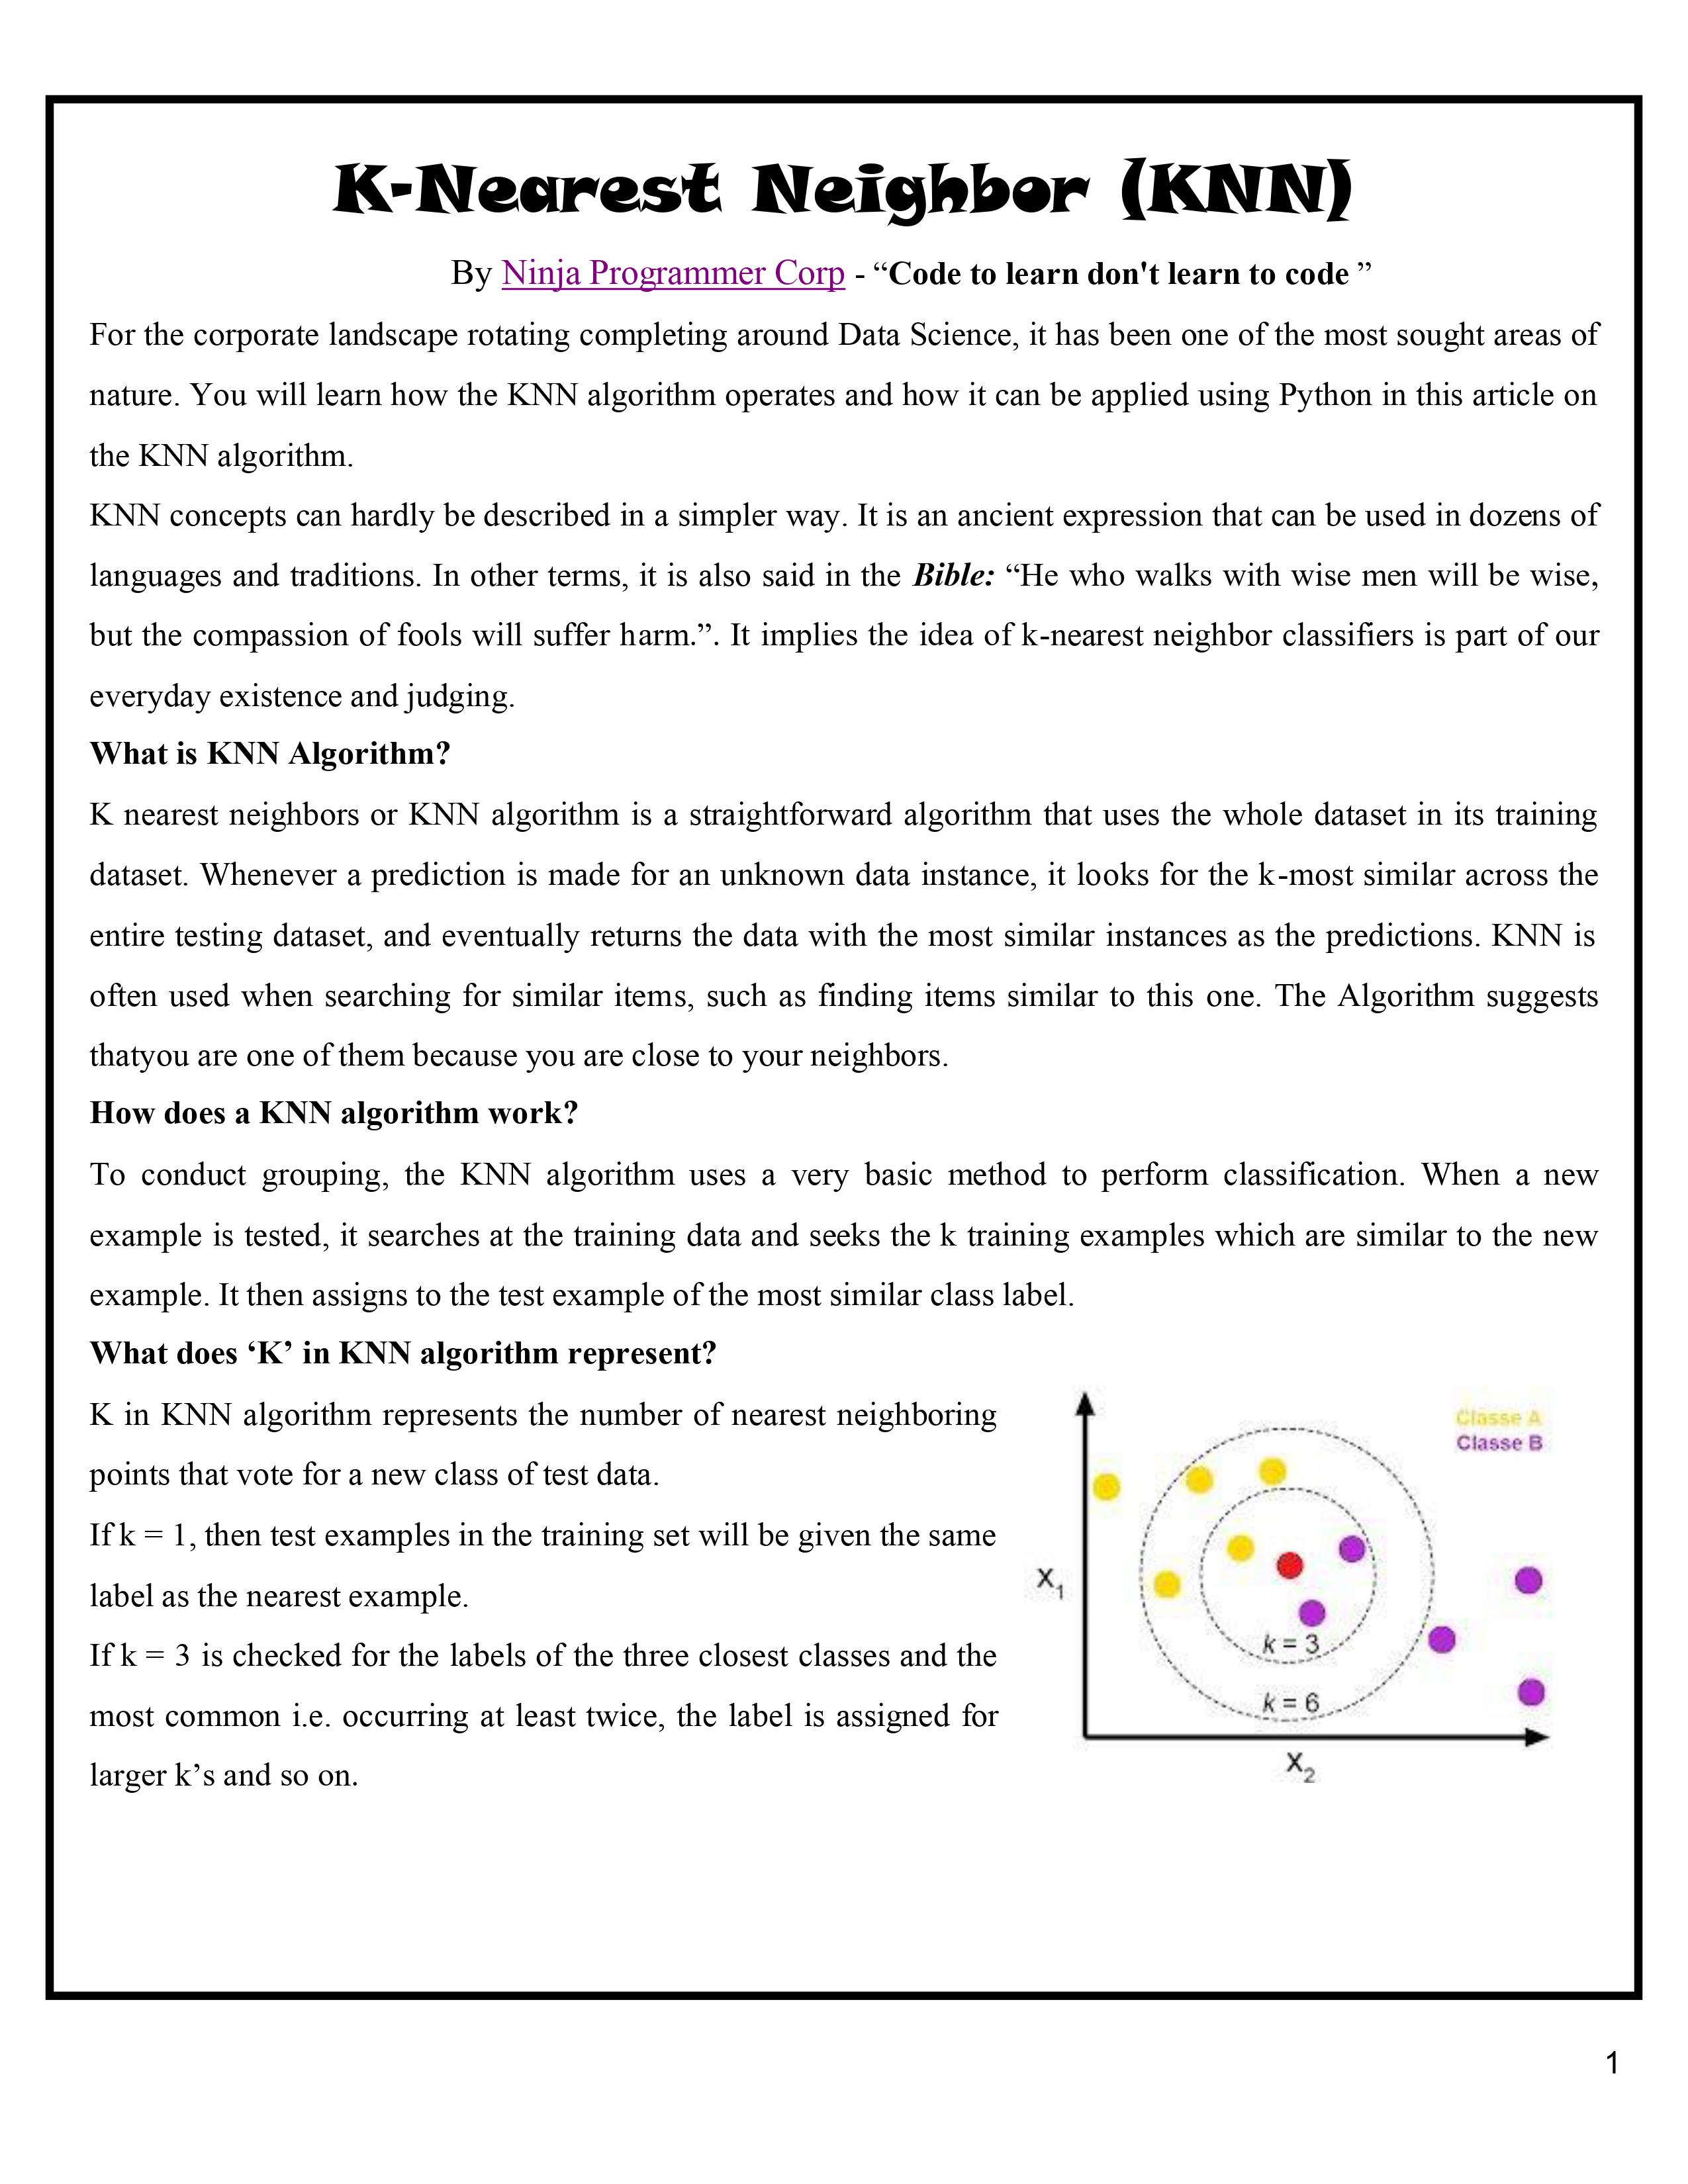 K-Nearest Neighbor (KNN)
By Ninja Programmer Corp - “Code to learn don't learn to code ”
For the corporate landscape rotating completing around Data Science, it has been one of the most sought areas of
nature. You will learn how the KNN algorithm operates and how it can be applied using Python in this article on
the KNN algorithm.
KNN concepts can hardly be described in a simpler way. It is an ancient expression that can be used in dozens of
languages and traditions. In other terms, it is also said in the Bible: “He who walks with wise men will be wise,
but the compassion of fools will suffer harm.”. It implies the idea of k-nearest neighbor classifiers is part of our
everyday existence and judging.
What is KNN Algorithm?
K nearest neighbors or KNN algorithm is a straightforward algorithm that uses the whole dataset in its training
dataset. Whenever a prediction is made for an unknown data instance, it looks for the k-most similar across the
entire testing dataset, and eventually returns the data with the most similar instances as the predictions. KNN is
often used when searching for similar items, such as finding items similar to this one. The Algorithm suggests
thatyou are one of them because you are close to your neighbors.
How does a KNN algorithm work?
To conduct grouping, the KNN algorithm uses a very basic method to perform classification. When a new
example is tested, it searches at the training data and seeks the k training examples which are similar to the new
example. It then assigns to the test example of the most similar class label.
What does ‘K’ in KNN algorithm represent?
K in KNN algorithm represents the number of nearest neighboring
points that vote for a new class of test data.
If k = 1, then test examples in the training set will be given the same
label as the nearest example.
If k = 3 is checked for the labels of the three closest classes and the
most common i.e. occurring at least twice, the label is assigned for
larger k’s and so on.
Classe A
Classe B
X1
k = 3
k = 6
X2
1